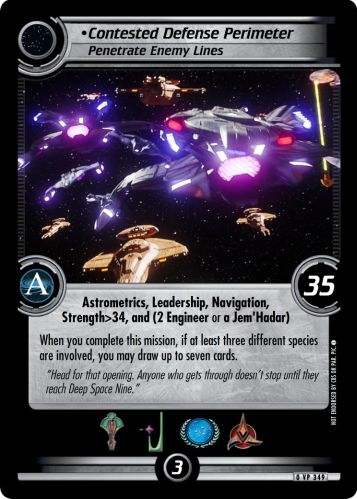 •Contested Defense Perimeter
Penetrate Enemy Lines
A
35
Astrometrics, Leadership, Navigation,
Strength>34, and (2 Engineer or a Jem'Hadar)
When you complete this mission, if at least three different species
are involved, you may draw up to seven cards.
"Head for that opening. Anyone who gets through doesn't stop until they
reach Deep Space Nine."
NOT ENDORSED BY CBS OR PAR. PIC.
3
0 VP 349